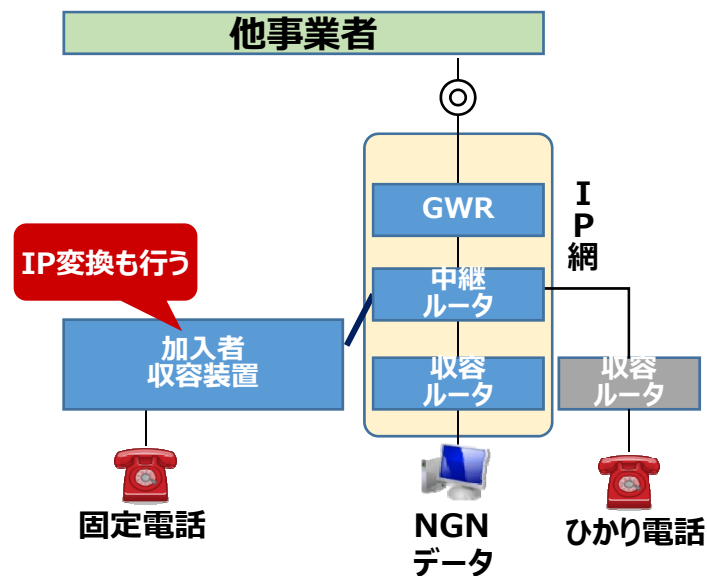 他事業者
GWR
I
P
網
IP変換も行う
中継
ルータ
加入者
収容装置
収容
ルータ
収容
ルータ
固定電話
NGN
データ
ひかり電話